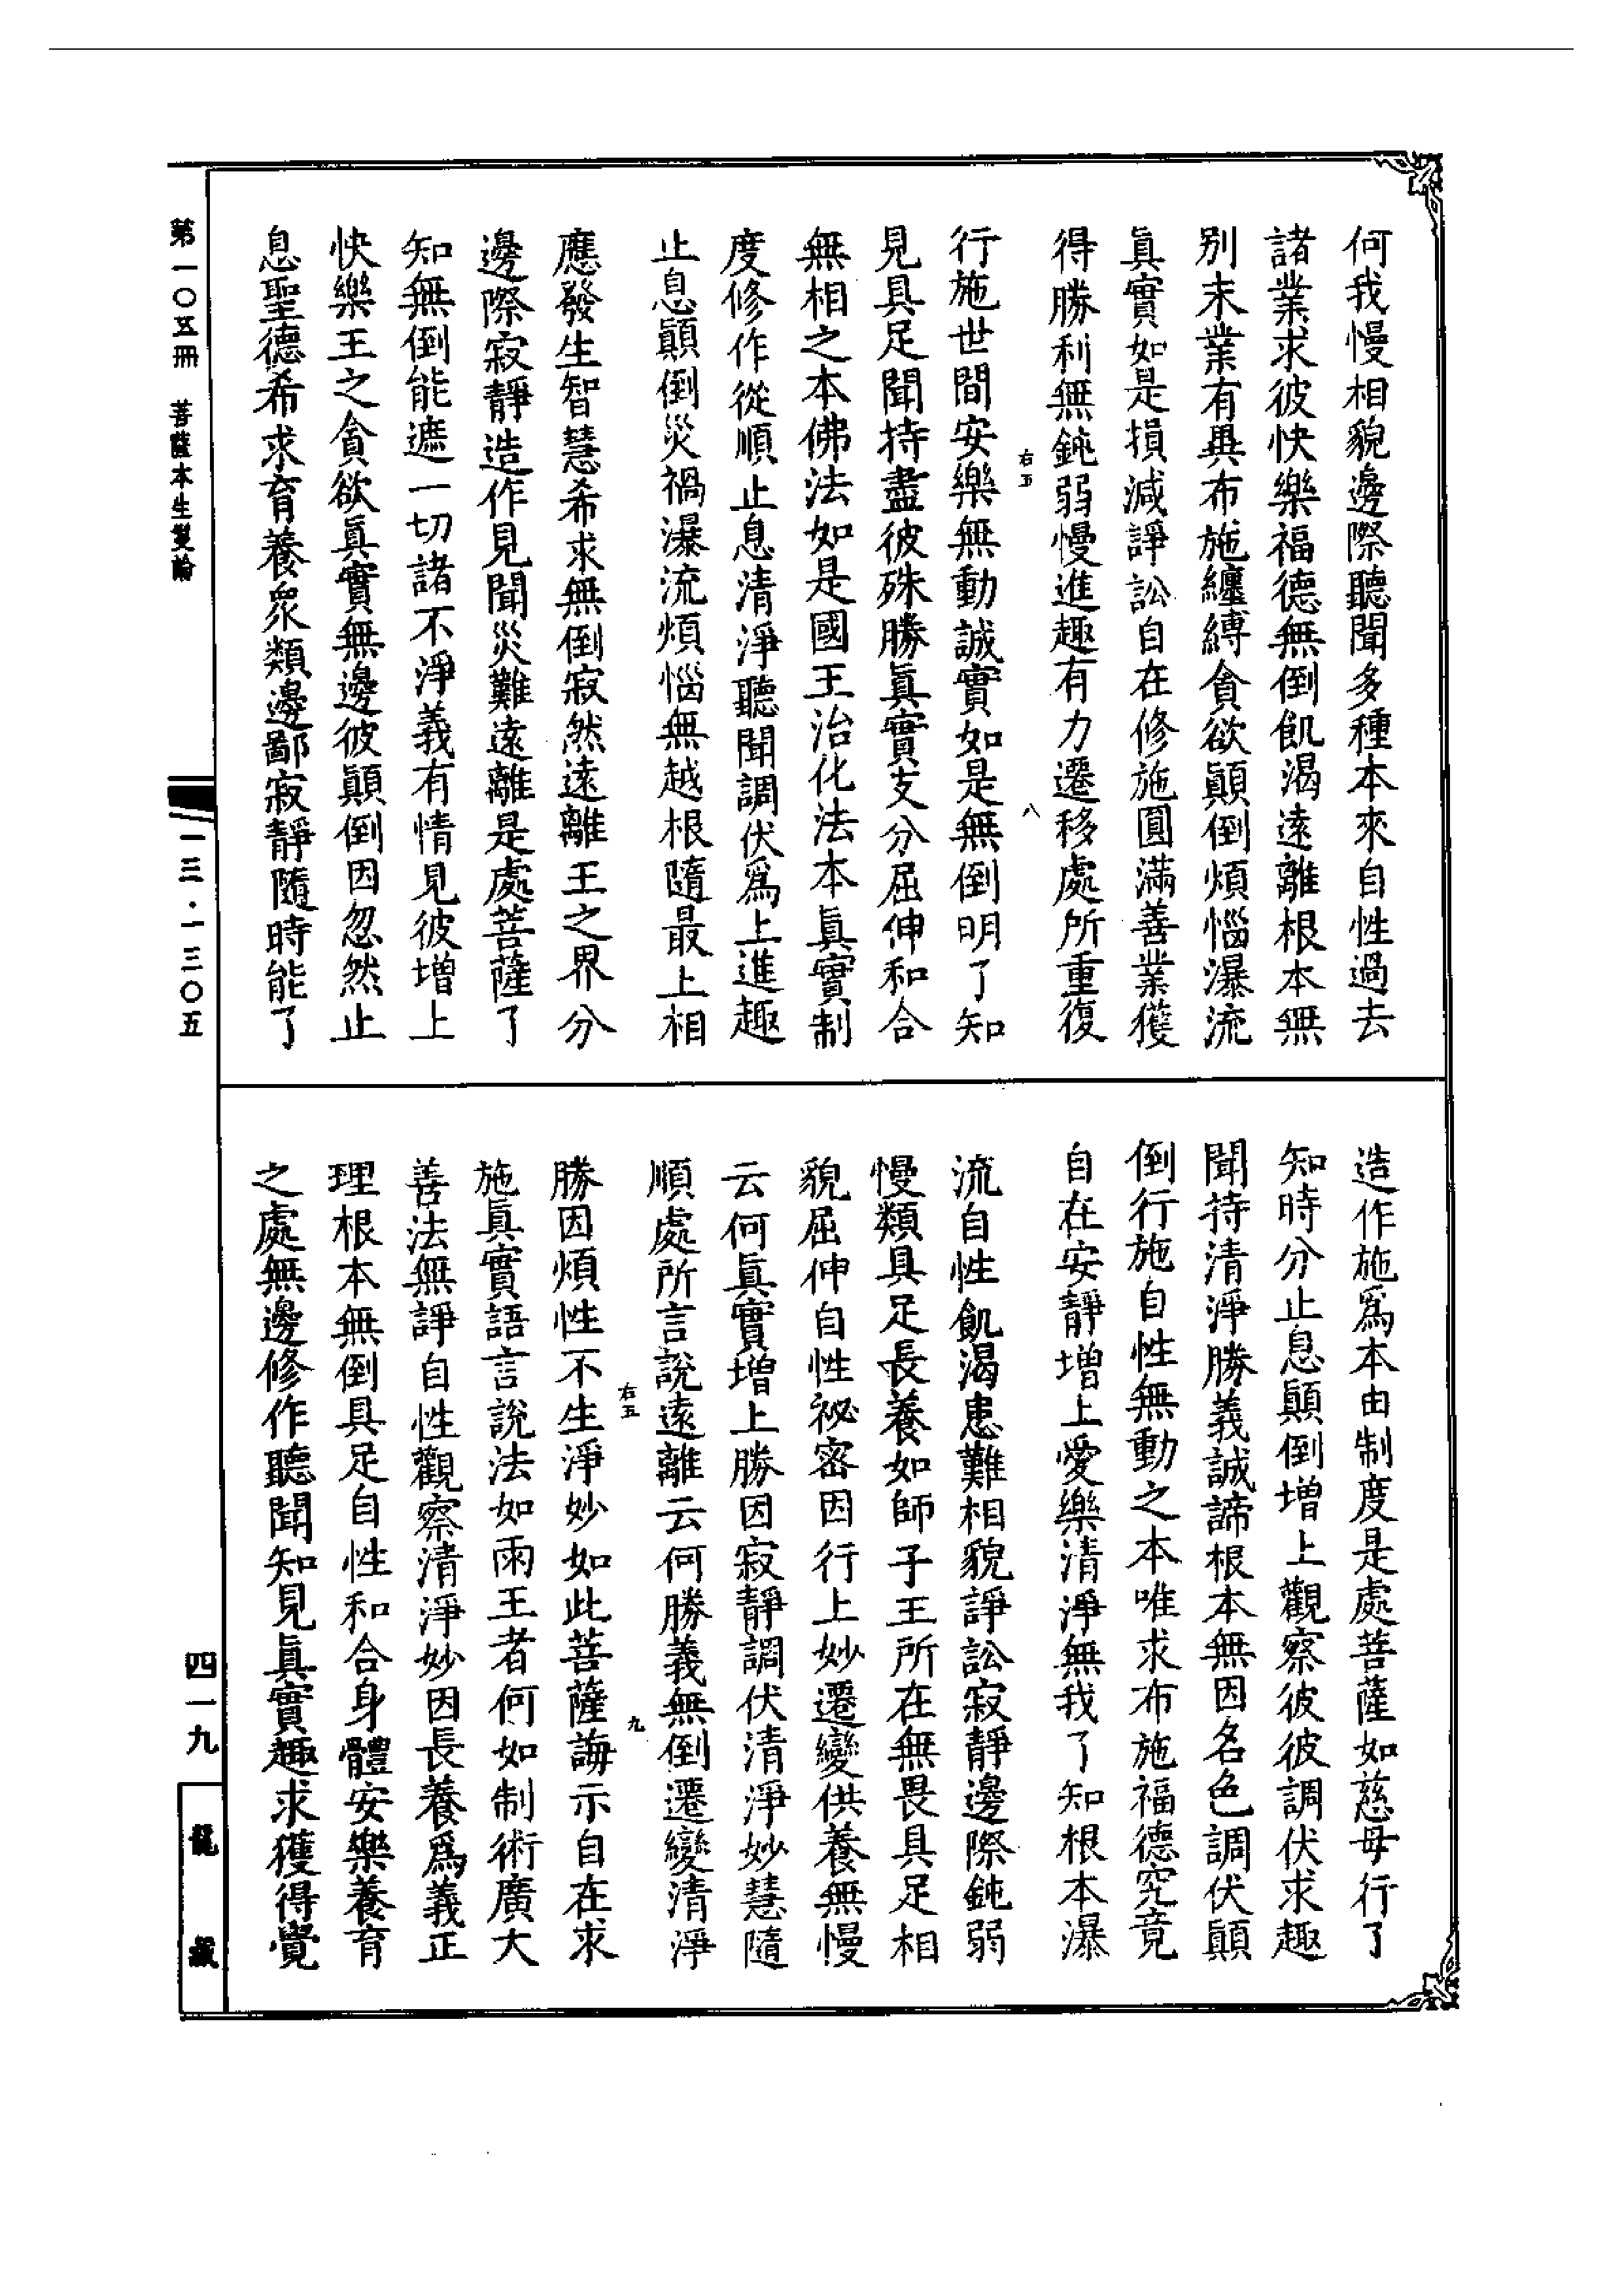 何我慢相貌邊際聽聞多種本來自性過去
諸業求彼快樂福德無倒飢渴遠離根本無
別末業有異布施纏縛貪欲顛倒煩惱瀑流
眞實如是損減諍訟自在修施圓滿善業獲
得勝利無鈍弱慢進趣有力遷移處所重復
右五
八
行施世間安樂無動誠實如是無倒明了知
見具足聞持盡彼殊勝眞實支分屈伸和合
無相之本佛法如是國王治化法本眞實制
度修作從順止息清淨聽聞調伏爲上進趣
止息顛倒災禍瀑流煩惱無越根隨最上相
應發生智慧希求無倒寂然遠離王之界分
邊際寂靜造作見聞災難遠離是處菩薩了
知無倒能遮一切諸不淨義有情見彼增上
快樂王之貪欲眞實無邊彼顛倒因忽然止
息聖德希求育養衆類邊鄙寂靜隨時能了
造作施爲本由制度是處菩薩如慈母行了
知時分止息顛倒增上觀察彼彼調伏求趣
聞持清淨勝義誠諦根本無因名色調伏顛
倒行施自性無動之本唯求布施福德究竟
自在安靜增上愛樂清淨無我了知根本瀑
流自性飢渴患難相貌諍訟寂靜邊際鈍弱
慢類具足長養如師子王所在無畏具足相
貌屈伸自性祕密因行上妙遷變供養無慢
云何眞實增上勝因寂靜調伏清淨妙慧隨
順處所言說遠離云何勝義無倒遷變清淨
右五
九
勝因煩性不生淨妙如此菩薩誨示自在求
施眞實語言說法如雨王者何如制術廣大
善法無諍自性觀察清淨妙因長養爲義正
理根本無倒具足自性和合身體安樂養育
之處無邊修作聽聞知見眞實趣求獲得覺
第一〇五冊 菩薩本生鬘論
一三·一三〇五
四一九
龍藏